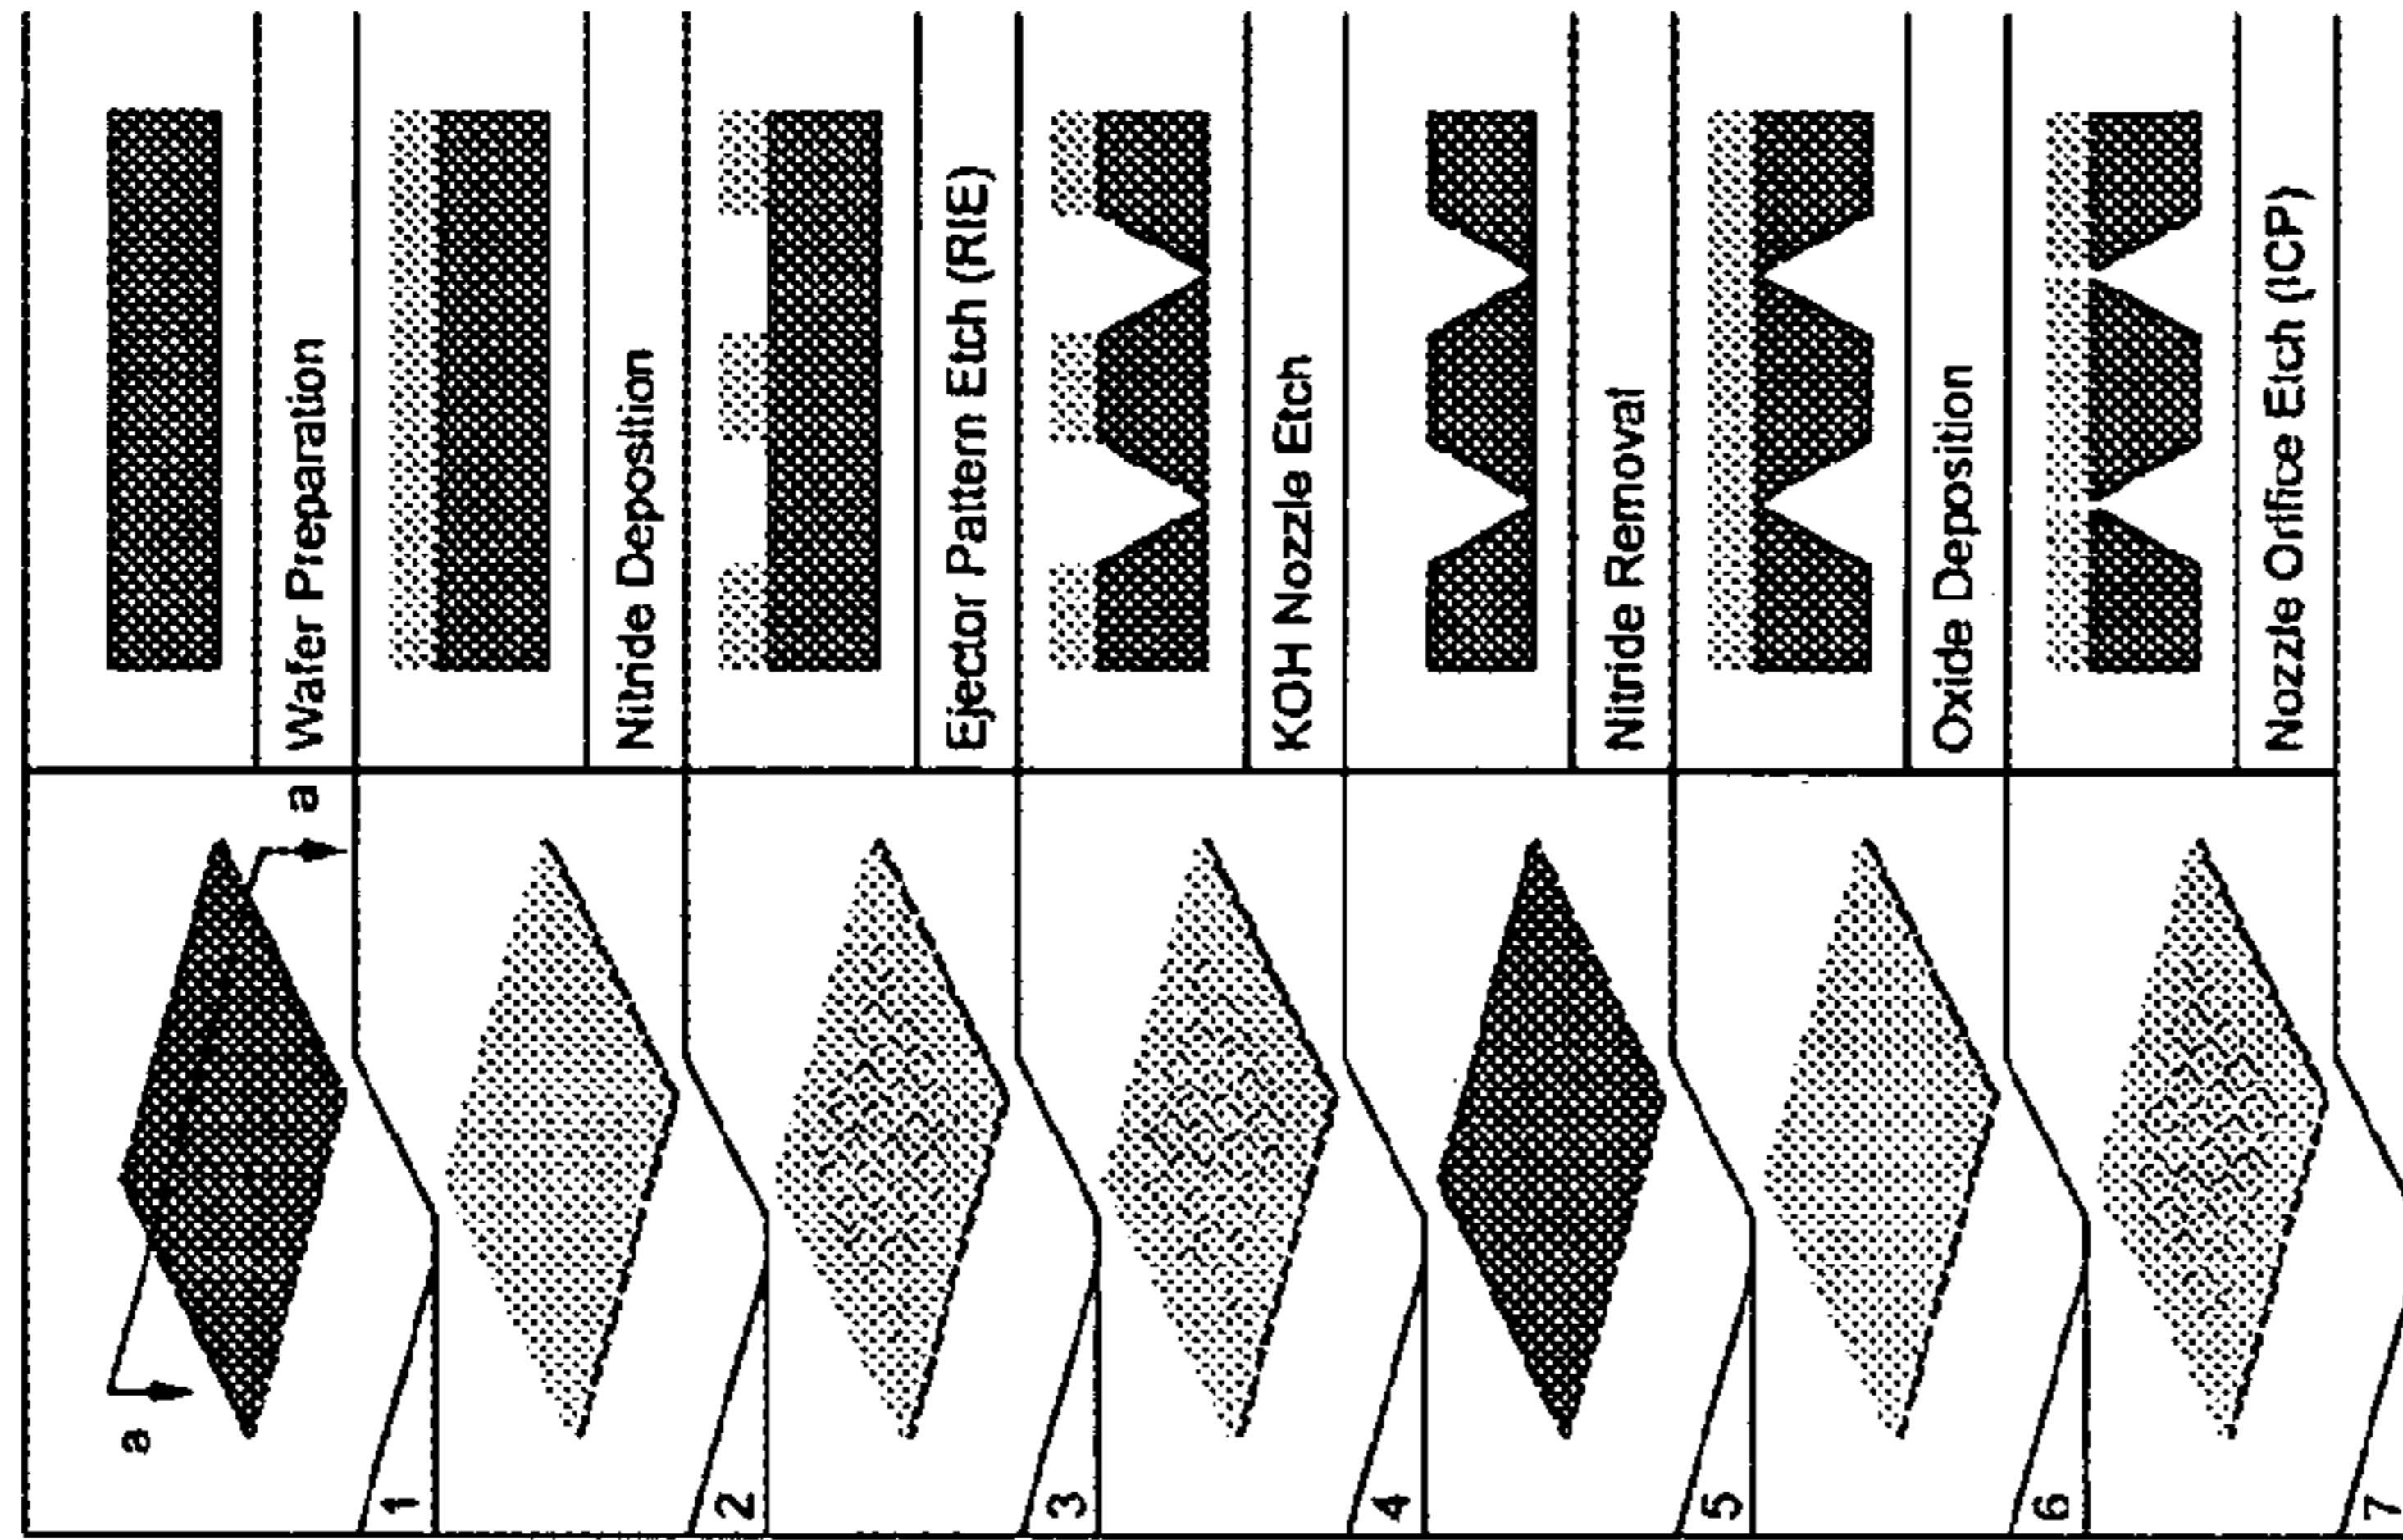 a
a
1 Wafer Preparation
2 Nitride Deposition
3 Ejector Pattern Etch (RIE)
4 KOH Nozzle Etch
5 Nitride Removal
6 Oxide Deposition
7 Nozzle Orifice Etch (ICP)